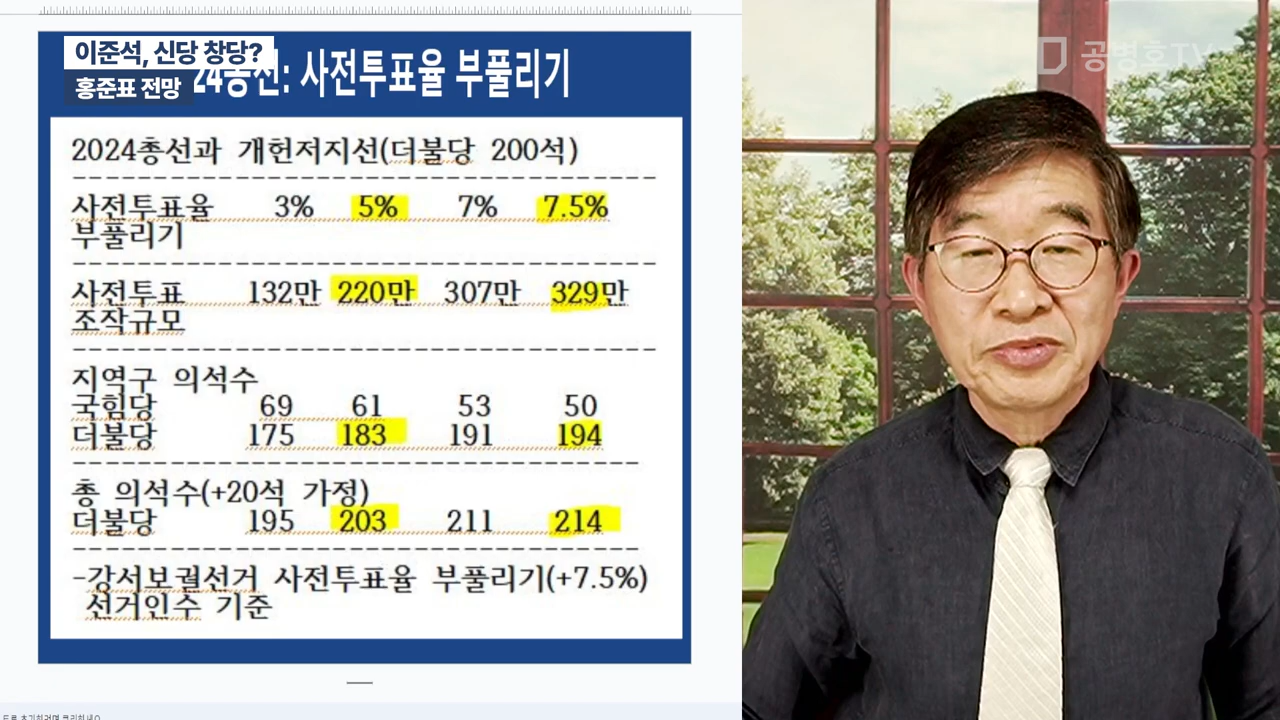 이준석, 신당 창당?
홍준표 전망
24총선: 사전투표율 부풀리기
공병호TV
2024총선과 개헌저지선(더불당 200석)
사전투표율 3% 5% 7% 7.5%
부풀리기
사전투표 132만 220만 307만 329만
조작규모
지역구 의석수
국힘당 69 61 53 50
더불당 175 183 191 194
총 의석수(+20석 가정)
더불당 195 203 211 214
-강서보궐선거 사전투표율 부풀리기(+7.5%)
선거인수 기준